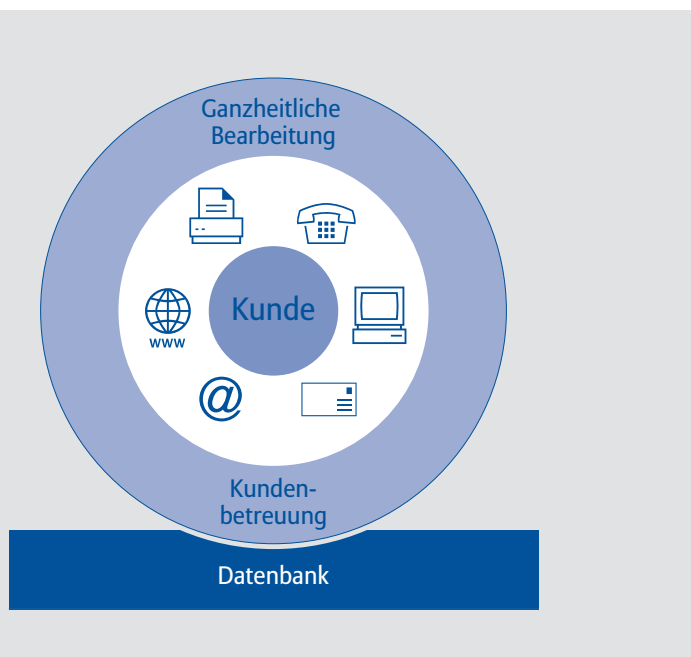 Ganzheitliche
Bearbeitung
Kunde
www
@
Kunden-
betreuung
Datenbank